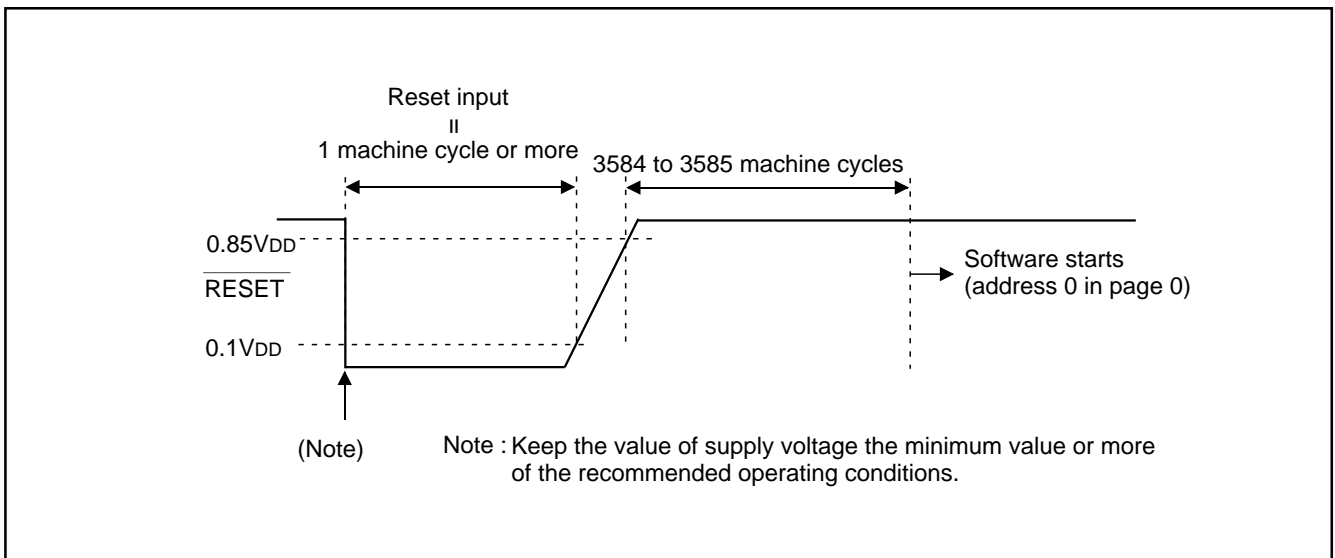 Reset input
=
1 machine cycle or more
3584 to 3585 machine cycles
0.85VDD
RESET
0.1VDD
Software starts
(address 0 in page 0)
(Note)
Note : Keep the value of supply voltage the minimum value or more
of the recommended operating conditions.